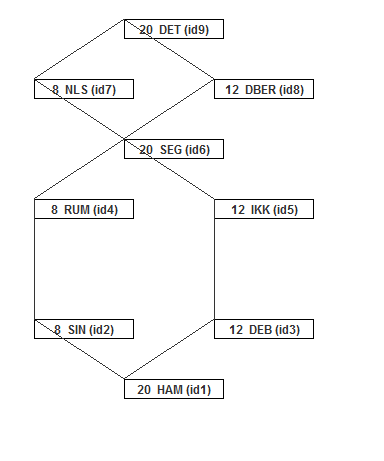 20 DET (id9)
8 NLS (id7)
12 DBER (id8)
20 SEG (id6)
8 RUM (id4)
12 IKK (id5)
8 SIN (id2)
12 DEB (id3)
20 HAM (id1)